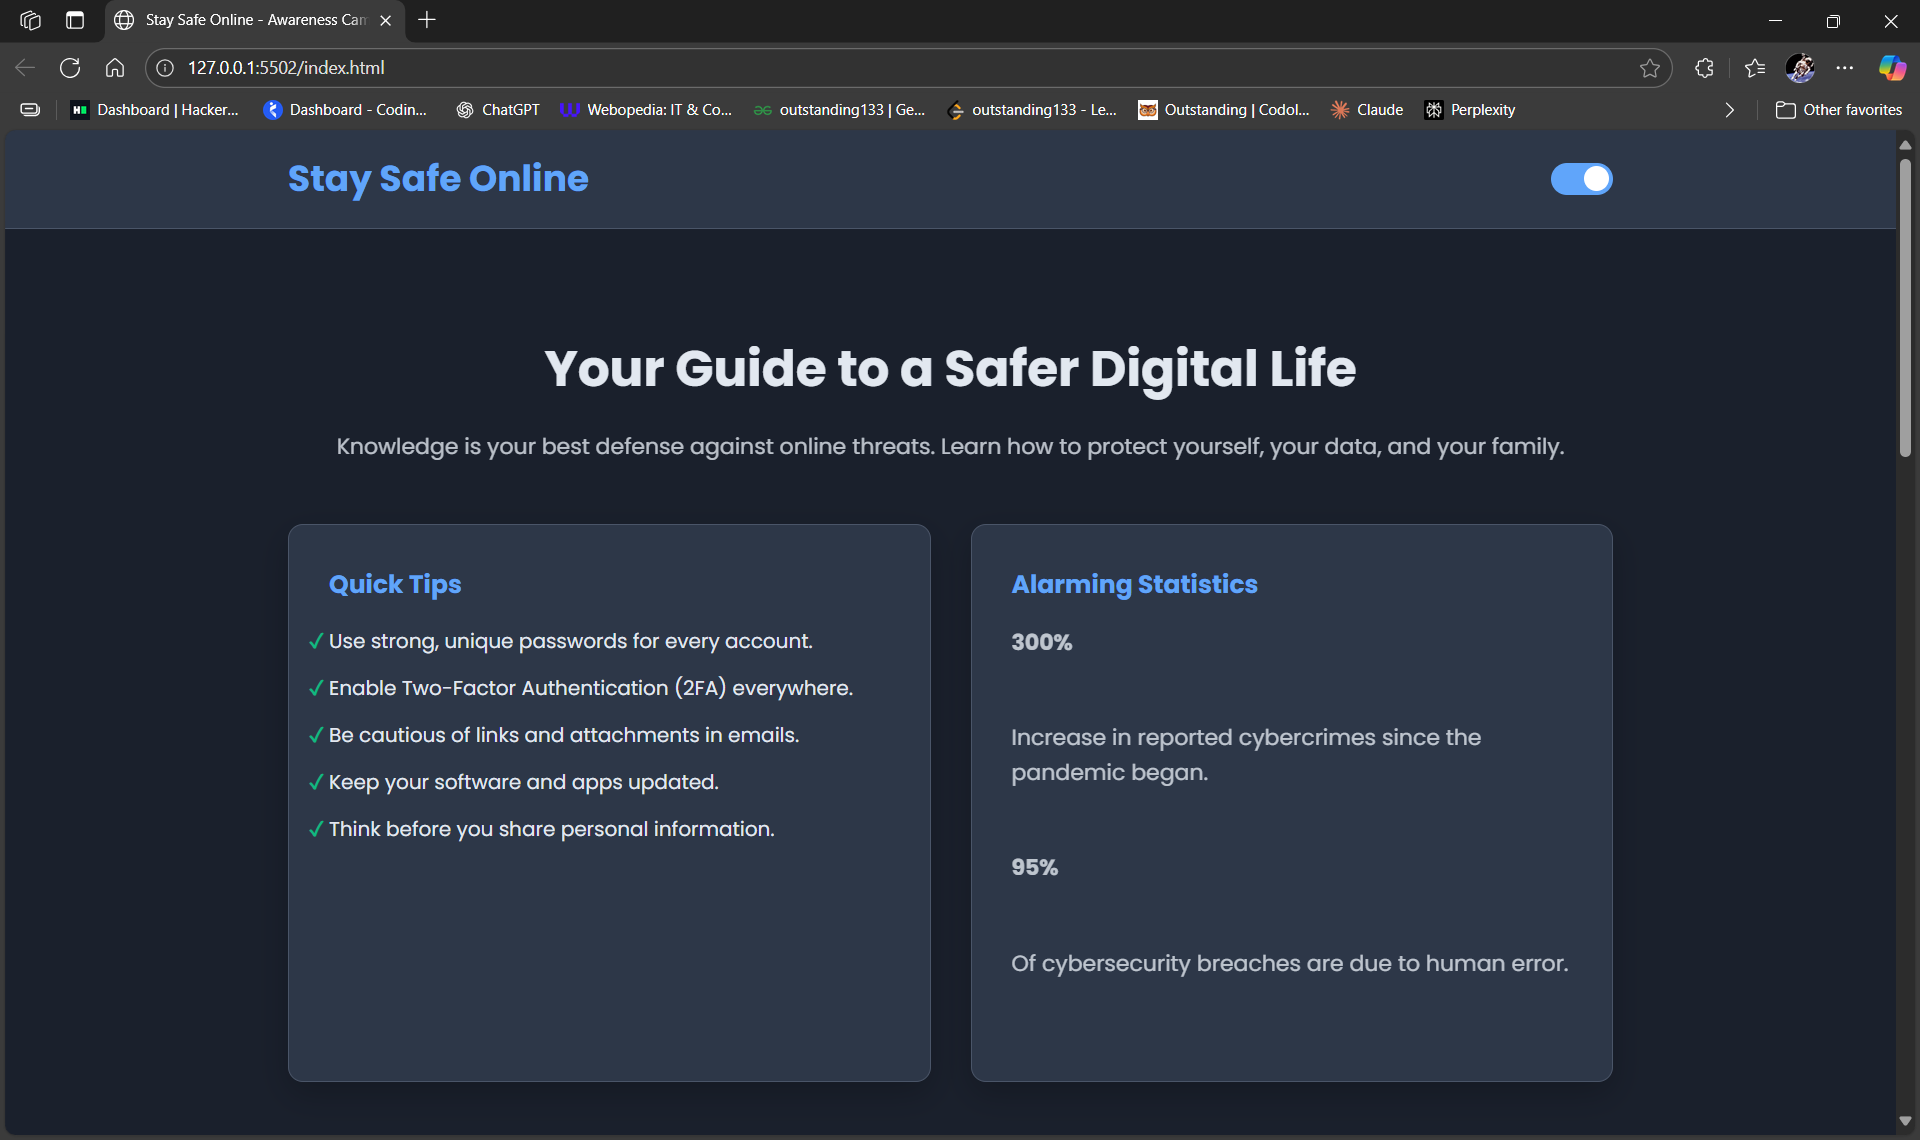 Stay Safe Online - Awareness Cam
127.0.0.1:5502/index.html
Dashboard | Hacker... Dashboard - Codin... ChatGPT Webopedia: IT & Co... outstanding133 | Ge... outstanding133 - Le... Outstanding | Codol... Claude Perplexity Other favorites
Stay Safe Online
Your Guide to a Safer Digital Life
Knowledge is your best defense against online threats. Learn how to protect yourself, your data, and your family.
Quick Tips
✓ Use strong, unique passwords for every account.
✓ Enable Two-Factor Authentication (2FA) everywhere.
✓ Be cautious of links and attachments in emails.
✓ Keep your software and apps updated.
✓ Think before you share personal information.
Alarming Statistics
300%
Increase in reported cybercrimes since the
pandemic began.
95%
Of cybersecurity breaches are due to human error.